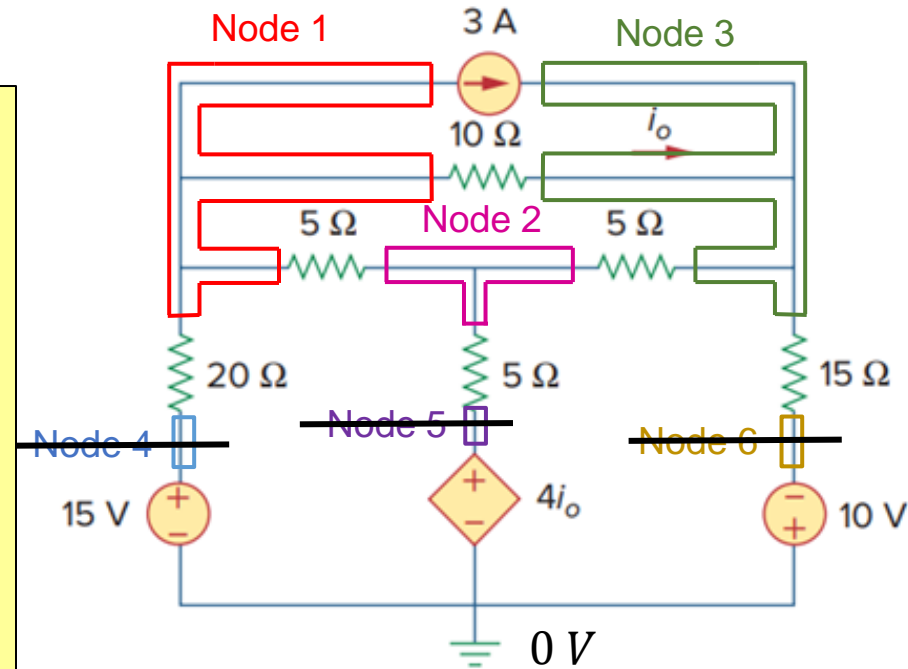 3 A
Node 1
Node 3
10 Ω
i_o
5 Ω
Node 2
5 Ω
20 Ω
5 Ω
15 Ω
Node 4
Node 5
Node 6
+
+
−
15 V
−
4i_o
−
+
10 V
0 V